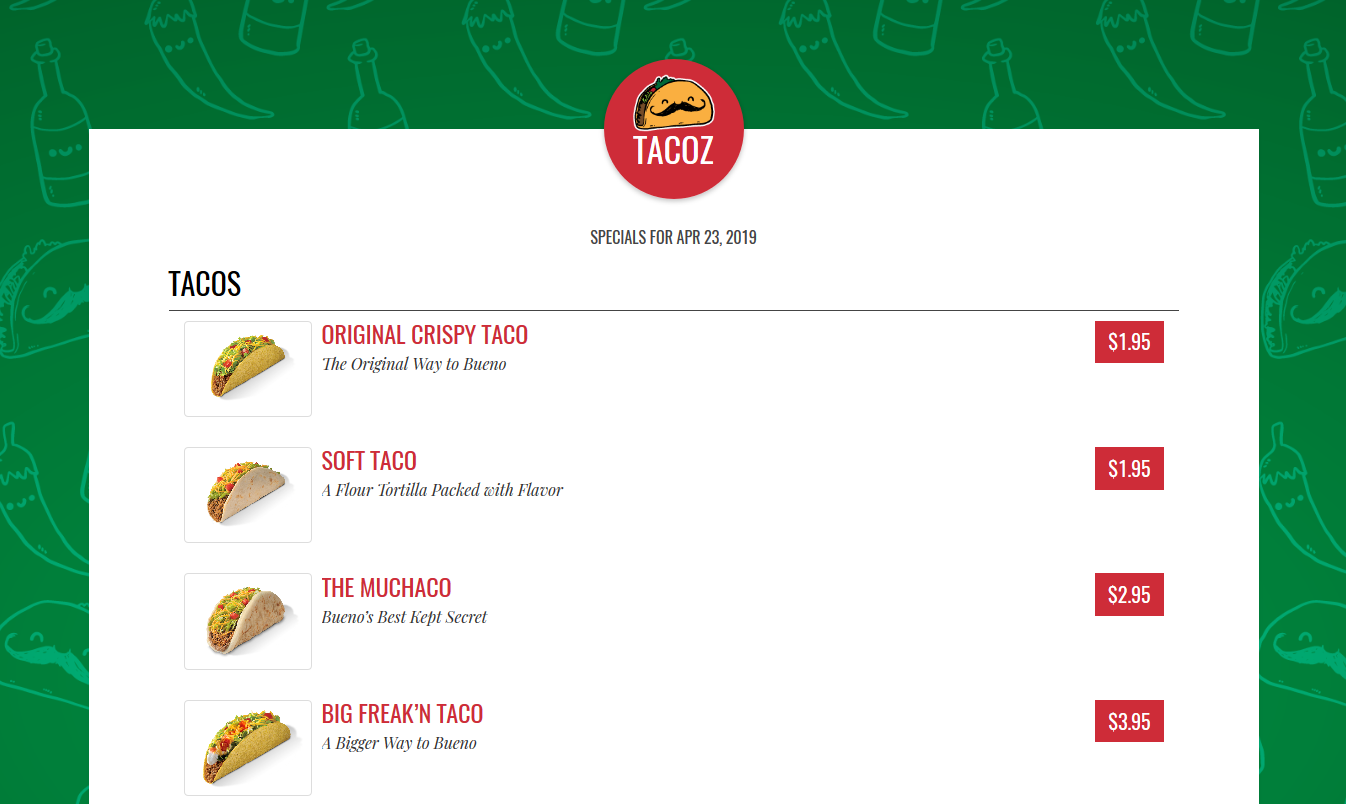 TACOZ
SPECIALS FOR APR 23, 2019
TACOS
ORIGINAL CRISPY TACO
$1.95
The Original Way to Bueno
SOFT TACO
$1.95
A Flour Tortilla Packed with Flavor
THE MUCHACO
$2.95
Bueno’s Best Kept Secret
BIG FREAK’N TACO
$3.95
A Bigger Way to Bueno